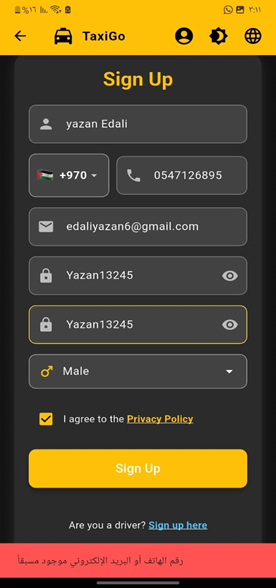 %١٦ ٣:١١
TaxiGo
Sign Up
yazan Edali
+970 0547126895
edaliyazan6@gmail.com
Yazan13245
Yazan13245
Male
I agree to the Privacy Policy
Sign Up
Are you a driver? Sign up here
رقم الهاتف أو البريد الإلكتروني موجود مسبقاً